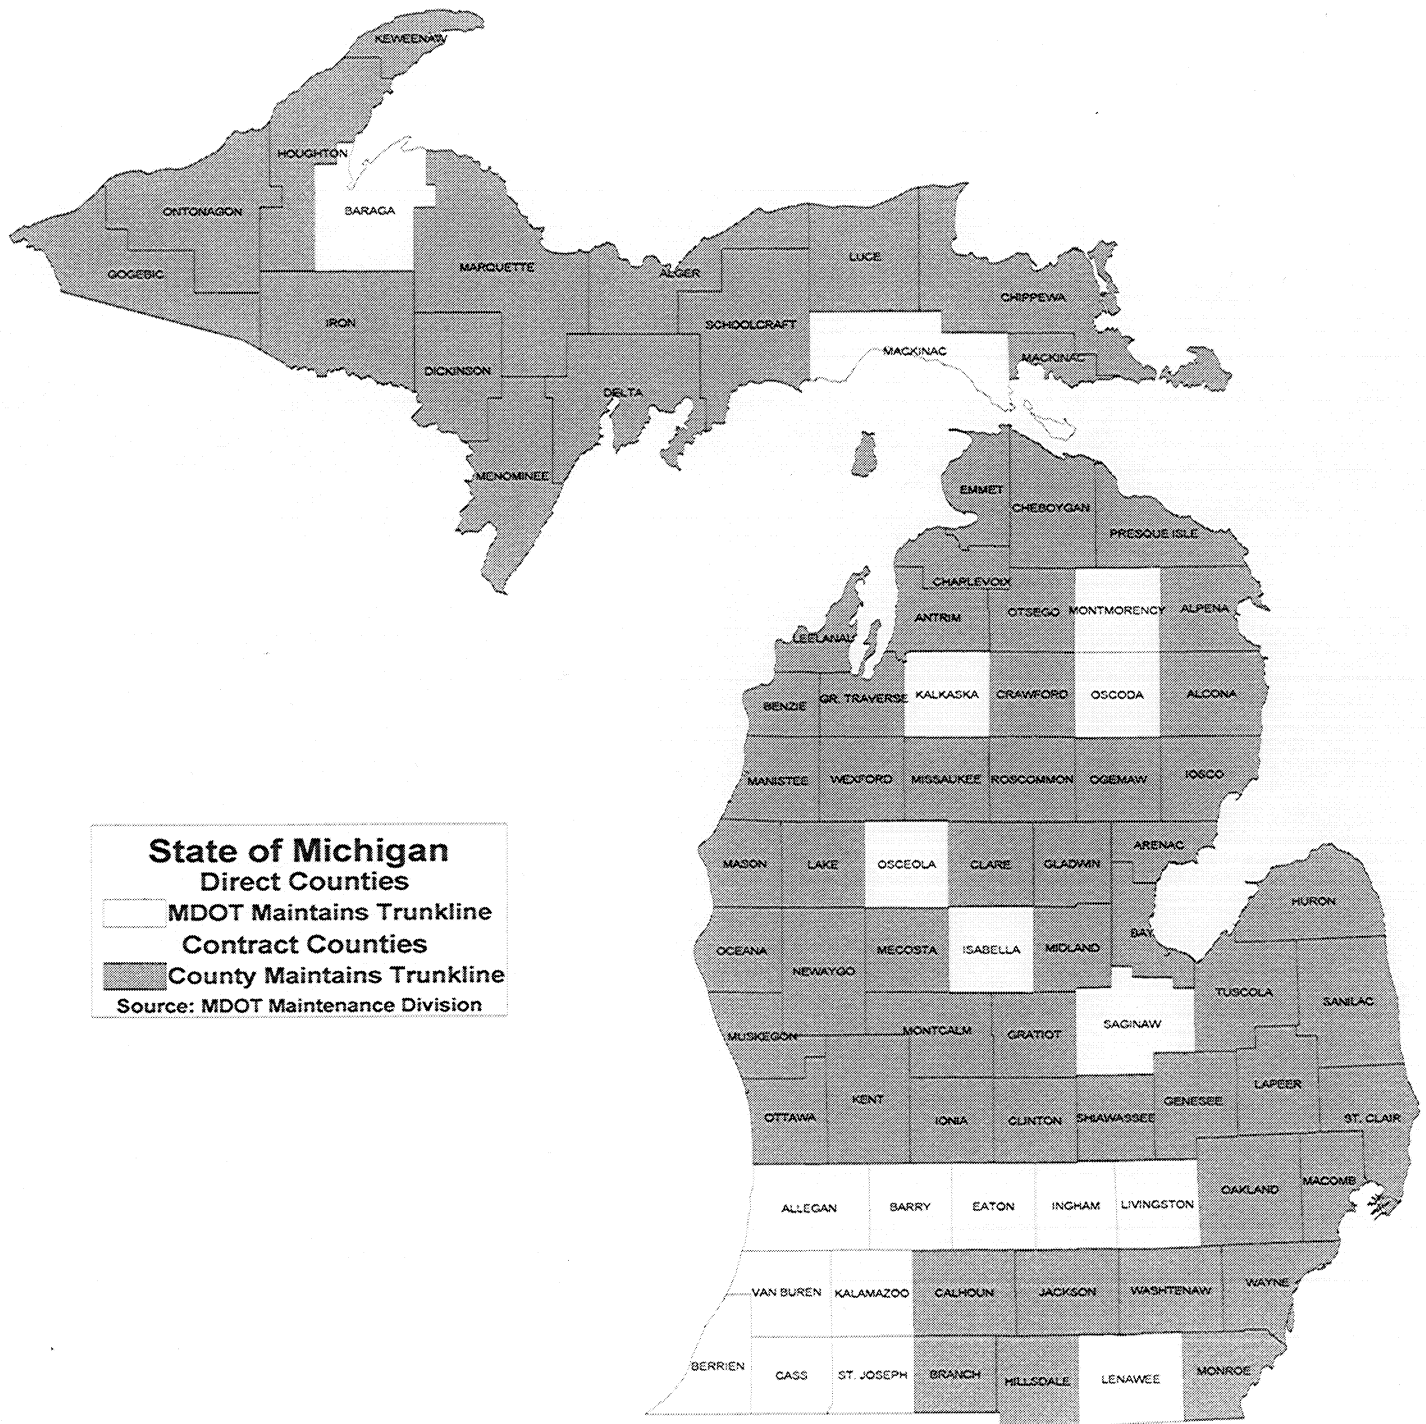 KEWEENAW
HOUGHTON
ONTONAGON
BARAGA
GOGEBIC
MARQUETTE
ALGER
LUCE
CHIPPEWA
IRON
SCHOOLCRAFT
MACKINAC
MACKINAC
DICKINSON
DELTA
MENOMINEE
EMMET
CHEBOYGAN
PRESQUE ISLE
CHARLEVOIX
ANTRIM
OTSEGO
MONTMORENCY
ALPENA
LEELANAU
BENZIE
GR. TRAVERSE
KALKASKA
CRAWFORD
OSCODA
ALCONA
MANISTEE
WEXFORD
MISSAUKEE
ROSCOMMON
OGEMAW
IOSCO
MASON
LAKE
OSCEOLA
CLARE
GLADWIN
ARENAC
HURON
OCEANA
NEWAYGO
MECOSTA
ISABELLA
MIDLAND
BAY
TUSCOLA
SANILAC
MUSKEGON
MONTCALM
GRATIOT
SAGINAW
OTTAWA
KENT
IONIA
CLINTON
SHIAWASSEE
GENESEE
LAPEER
ST. CLAIR
ALLEGAN
BARRY
EATON
INGHAM
LIVINGSTON
OAKLAND
MACOMB
VAN BUREN
KALAMAZOO
CALHOUN
JACKSON
WASHTENAW
WAYNE
BERRIEN
CASS
ST. JOSEPH
BRANCH
HILLSDALE
LENAWEE
MONROE
State of Michigan
Direct Counties
MDOT Maintains Trunkline
Contract Counties
County Maintains Trunkline
Source: MDOT Maintenance Division